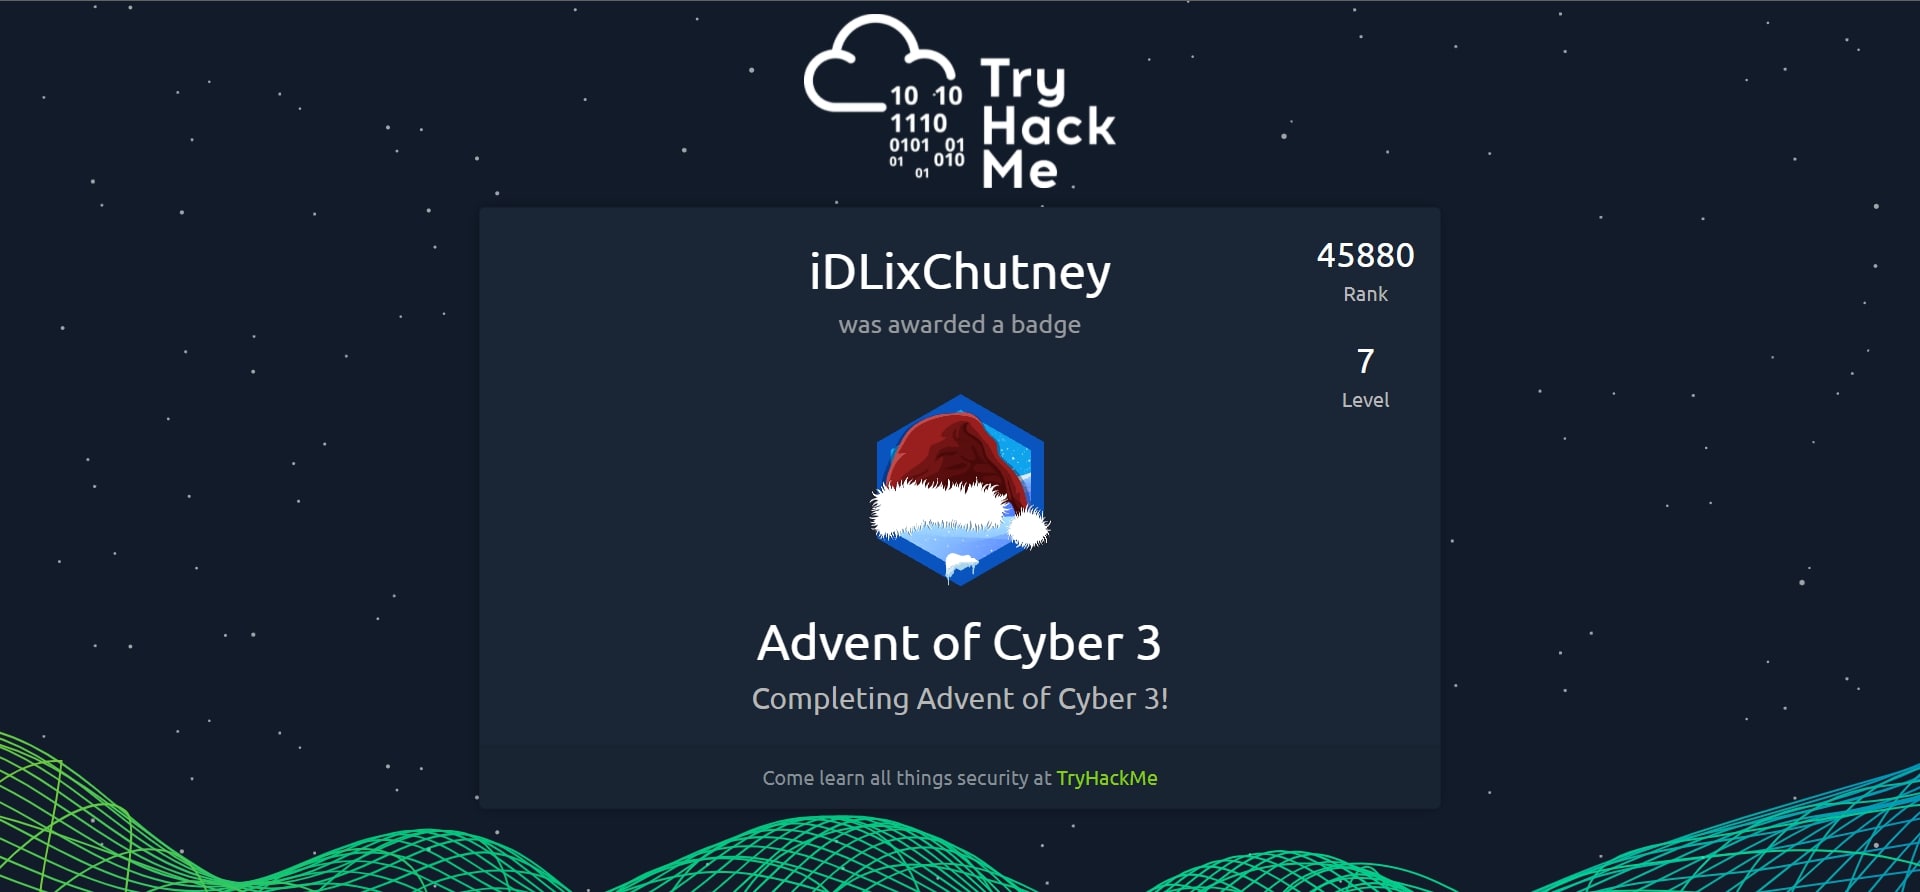 10 10
1110
0101 01
01 010
01
Try
Hack
Me
iDLixChutney
was awarded a badge
45880
Rank
7
Level
Advent of Cyber 3
Completing Advent of Cyber 3!
Come learn all things security at TryHackMe